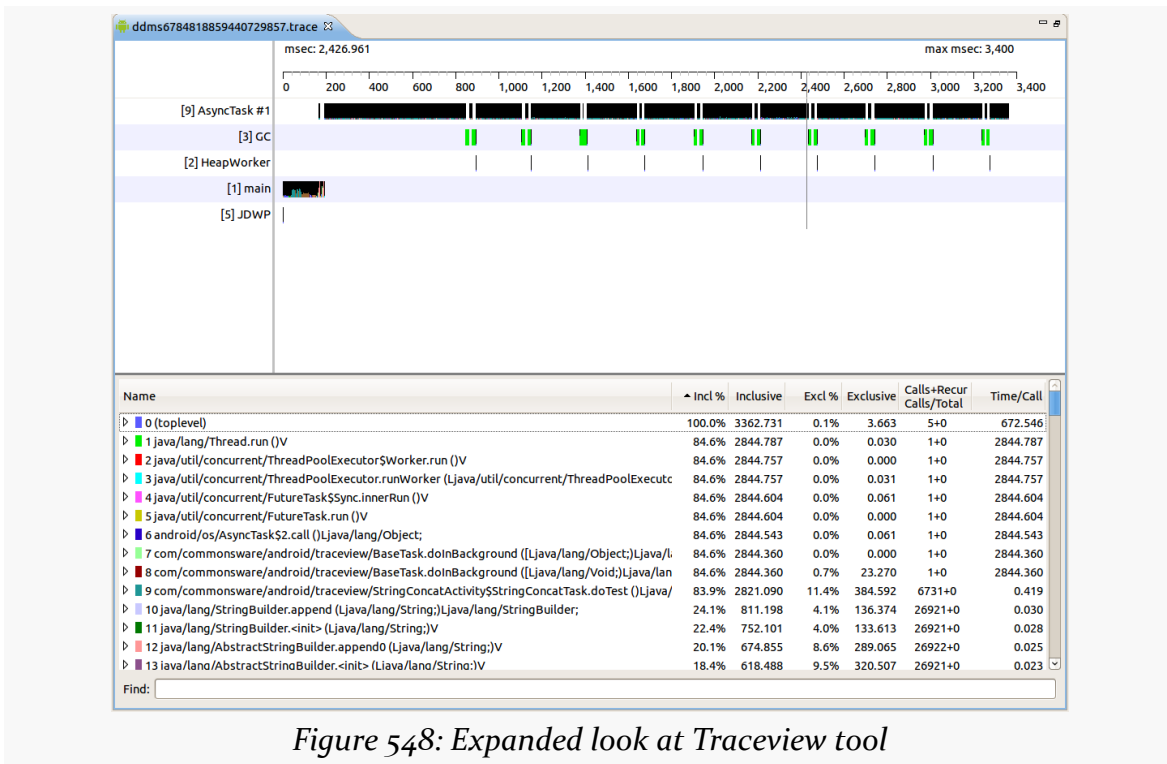 ddms6784818859440729857.trace
msec: 2,426.961 max msec: 3,400
0 200 400 600 800 1,000 1,200 1,400 1,600 1,800 2,000 2,200 2,400 2,600 2,800 3,000 3,200 3,400
[9] AsyncTask #1
[3] GC
[2] HeapWorker
[1] main
[5] JDWP
Name Incl % Inclusive Excl % Exclusive Calls+Recur Calls/Total Time/Call
0 (toplevel) 100.0% 3362.731 0.1% 3.663 5+0 672.546
1 java/lang/Thread.run ()V 84.6% 2844.787 0.0% 0.030 1+0 2844.787
2 java/util/concurrent/ThreadPoolExecutor$Worker.run ()V 84.6% 2844.757 0.0% 0.000 1+0 2844.757
3 java/util/concurrent/ThreadPoolExecutor.runWorker (Ljava/util/concurrent/ThreadPoolExecutc 84.6% 2844.757 0.0% 0.031 1+0 2844.757
4 java/util/concurrent/FutureTask$Sync.innerRun ()V 84.6% 2844.604 0.0% 0.061 1+0 2844.604
5 java/util/concurrent/FutureTask.run ()V 84.6% 2844.604 0.0% 0.000 1+0 2844.604
6 android/os/AsyncTask$2.call ()Ljava/lang/Object; 84.6% 2844.543 0.0% 0.061 1+0 2844.543
7 com/commonsware/android/traceview/BaseTask.doInBackground ([Ljava/lang/Object;)Ljava/l 84.6% 2844.360 0.0% 0.000 1+0 2844.360
8 com/commonsware/android/traceview/BaseTask.doInBackground ([Ljava/lang/Void;)Ljava/lan 84.6% 2844.360 0.7% 23.270 1+0 2844.360
9 com/commonsware/android/traceview/StringConcatActivity$StringConcatTask.doTest ()Ljava/ 83.9% 2821.090 11.4% 384.592 6731+0 0.419
10 java/lang/StringBuilder.append (Ljava/lang/String;)Ljava/lang/StringBuilder; 24.1% 811.198 4.1% 136.374 26921+0 0.030
11 java/lang/StringBuilder.<init> (Ljava/lang/String;)V 22.4% 752.101 4.0% 133.613 26921+0 0.028
12 java/lang/AbstractStringBuilder.append0 (Ljava/lang/String;)V 20.1% 674.855 8.6% 289.065 26922+0 0.025
13 java/lang/AbstractStringBuilder.<init> (Ljava/lang/String;)V 18.4% 618.488 9.5% 320.507 26921+0 0.023
Find:
Figure 548: Expanded look at Traceview tool